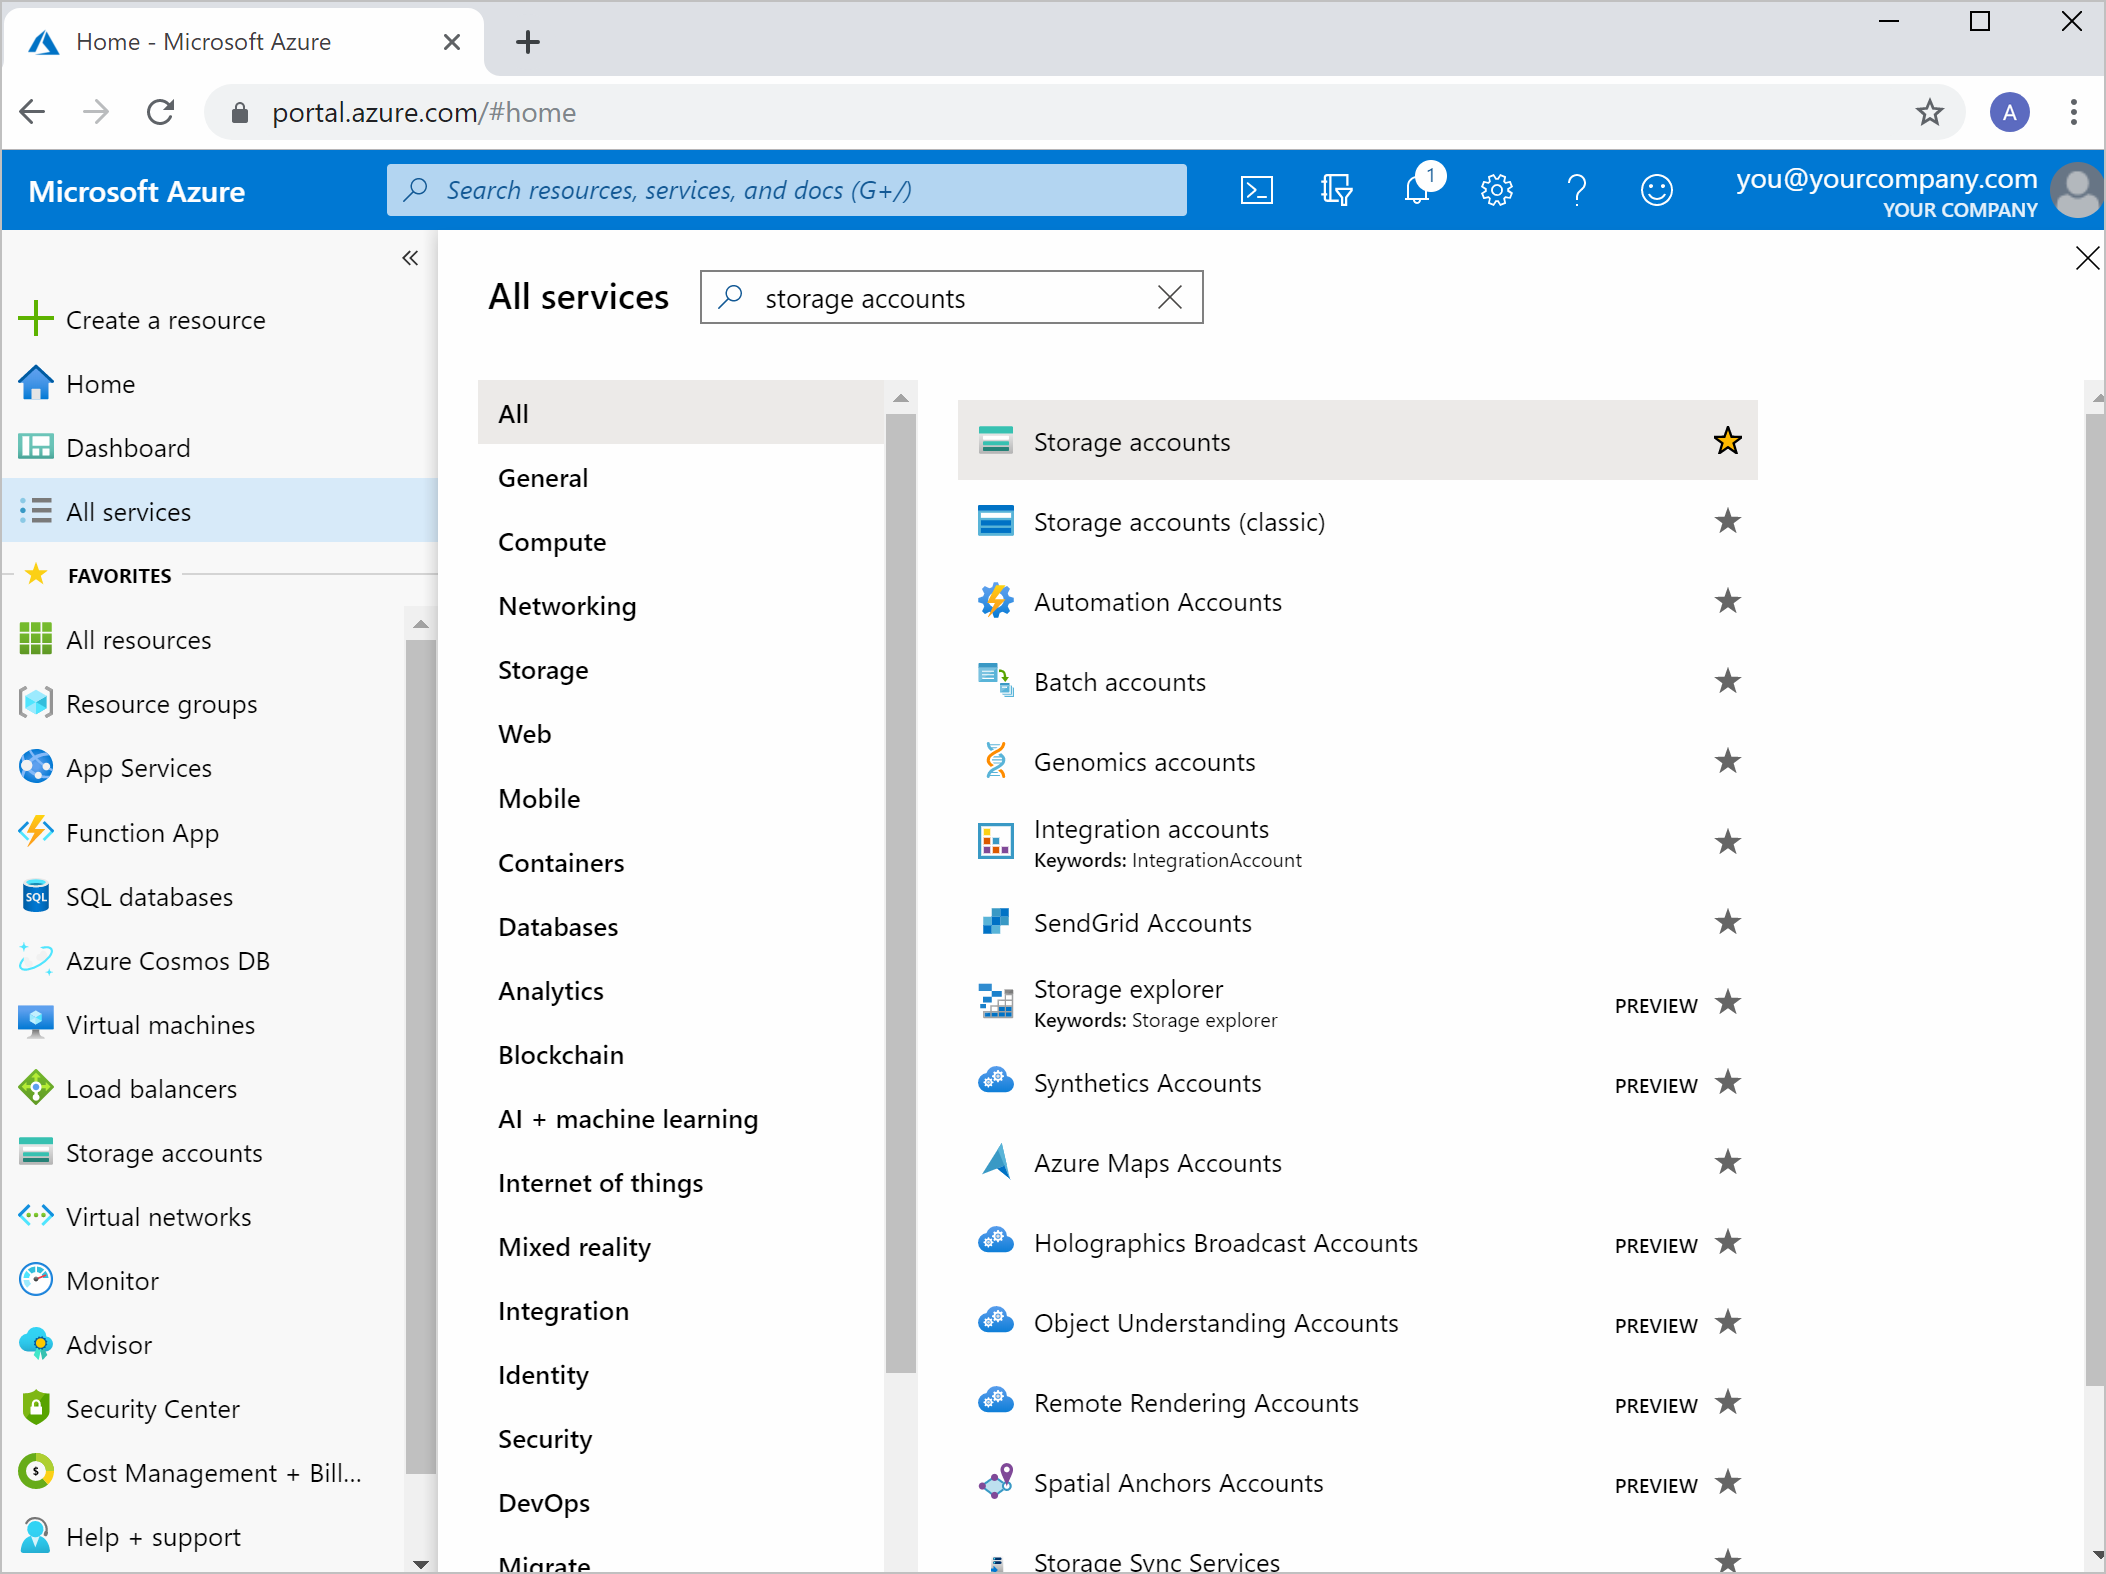 Home - Microsoft Azure
portal.azure.com/#home
A
Microsoft Azure
Search resources, services, and docs (G+/)
1
you@yourcompany.com
YOUR COMPANY
Create a resource
Home
Dashboard
All services
FAVORITES
All resources
Resource groups
App Services
Function App
SQL
SQL databases
Azure Cosmos DB
Virtual machines
Load balancers
Storage accounts
Virtual networks
Monitor
Advisor
Security Center
$
Cost Management + Bill...
Help + support
All services
storage accounts
All
General
Compute
Networking
Storage
Web
Mobile
Containers
Databases
Analytics
Blockchain
AI + machine learning
Internet of things
Mixed reality
Integration
Identity
Security
DevOps
Migrate
Storage accounts
Storage accounts (classic)
Automation Accounts
Batch accounts
Genomics accounts
Integration accounts
Keywords: IntegrationAccount
SendGrid Accounts
Storage explorer
Keywords: Storage explorer
PREVIEW
Synthetics Accounts
PREVIEW
Azure Maps Accounts
Holographics Broadcast Accounts
PREVIEW
Object Understanding Accounts
PREVIEW
Remote Rendering Accounts
PREVIEW
Spatial Anchors Accounts
PREVIEW
Storage Sync Services